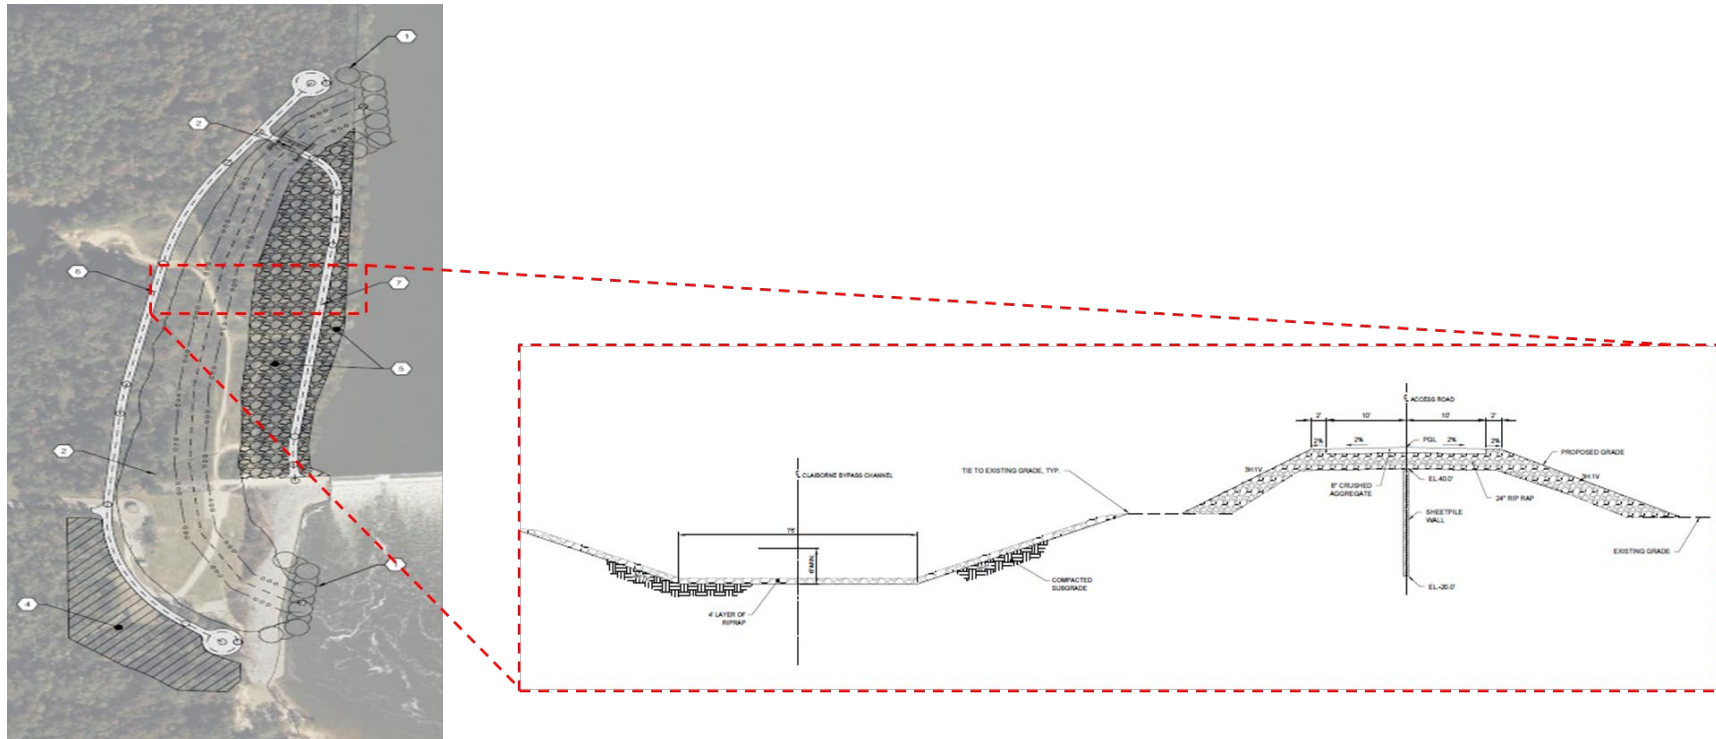 1
2
6
7
5
2
4
℄ ACCESS ROAD
2'
10'
10'
2'
2%
2%
PGL
2%
2%
PROPOSED GRADE
3H:1V
3H:1V
8" CRUSHED
AGGREGATE
EL.40.0'
24" RIP RAP
SHEETPILE
WALL
EXISTING GRADE
EL.-20.0'
℄ CLAIBORNE BYPASS CHANNEL
TIE TO EXISTING GRADE, TYP.
75'
6' MIN.
COMPACTED
SUBGRADE
4' LAYER OF
RIPRAP